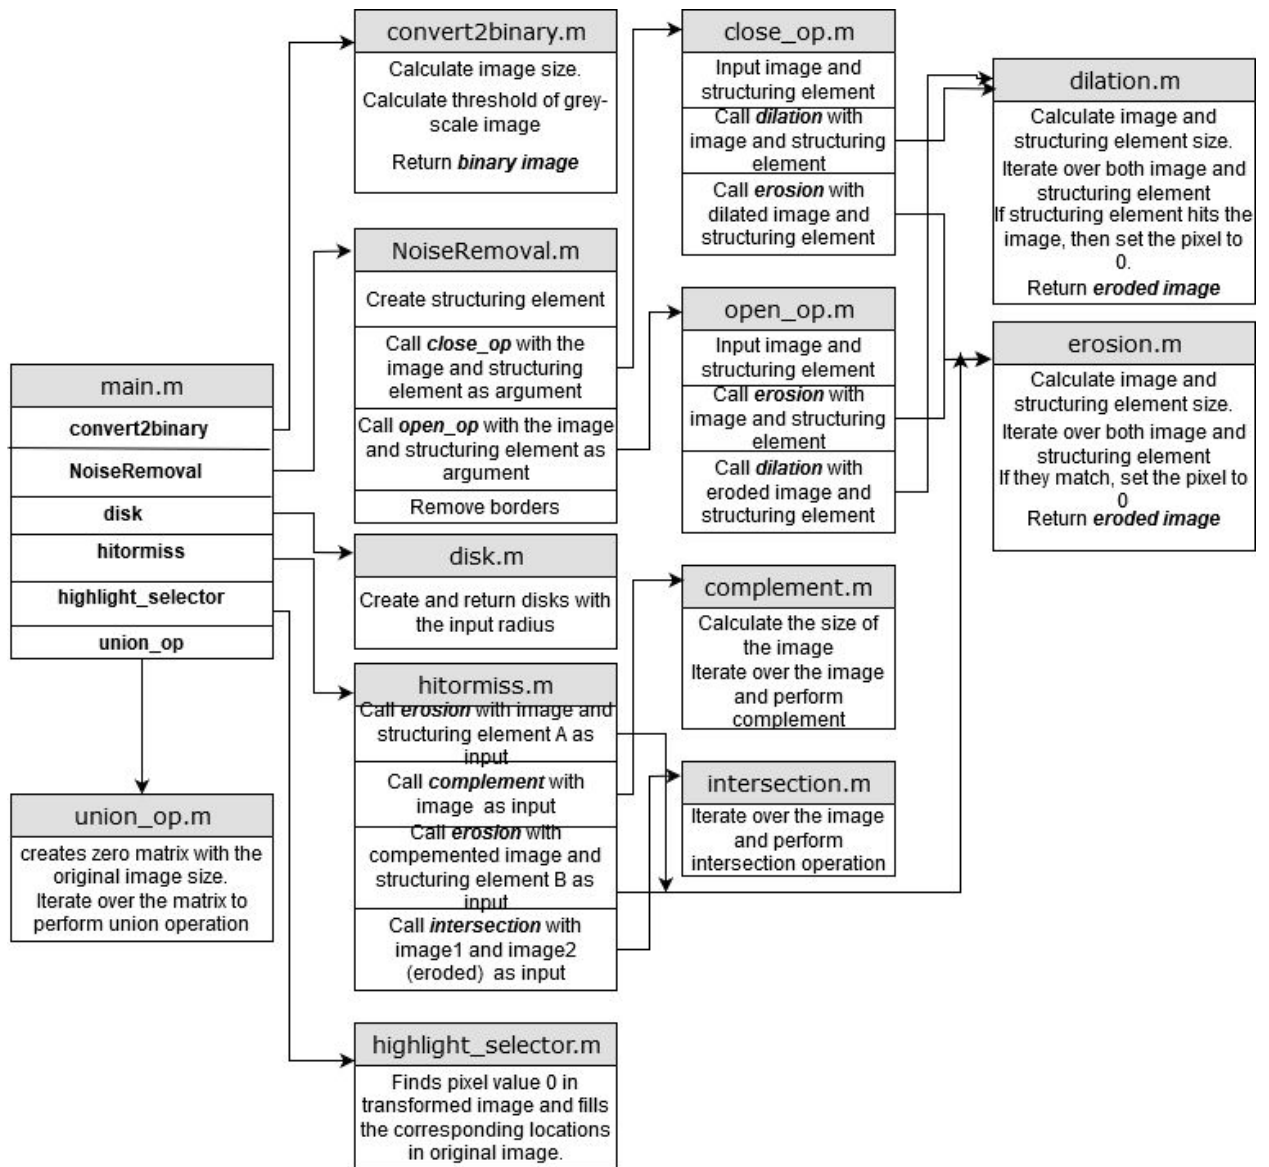 convert2binary.m
Calculate image size.
Calculate threshold of grey-
scale image
Return binary image
NoiseRemoval.m
Create structuring element
Call close_op with the
image and structuring
element as argument
Call open_op with the image
and structuring element as
argument
Remove borders
main.m
convert2binary
NoiseRemoval
disk
hitormiss
highlight_selector
union_op
union_op.m
creates zero matrix with the
original image size.
Iterate over the matrix to
perform union operation
disk.m
Create and return disks with
the input radius
hitormiss.m
Call erosion with image and
structuring element A as
input
Call complement with
image as input
Call erosion with
compemented image and
structuring element B as
input
Call intersection with
image1 and image2
(eroded) as input
highlight_selector.m
Finds pixel value 0 in
transformed image and fills
the corresponding locations
in original image.
close_op.m
Input image and
structuring element
Call dilation with
image and structuring
element
Call erosion with
dilated image and
structuring element
open_op.m
Input image and
structuring element
Call erosion with
image and structuring
element
Call dilation with
eroded image and
structuring element
complement.m
Calculate the size of
the image
Iterate over the image
and perform
complement
intersection.m
Iterate over the image
and perform
intersection operation
dilation.m
Calculate image and
structuring element size.
Iterate over both image and
structuring element
If structuring element hits the
image, then set the pixel to
0.
Return eroded image
erosion.m
Calculate image and
structuring element size.
Iterate over both image and
structuring element
If they match, set the pixel to
0
Return eroded image